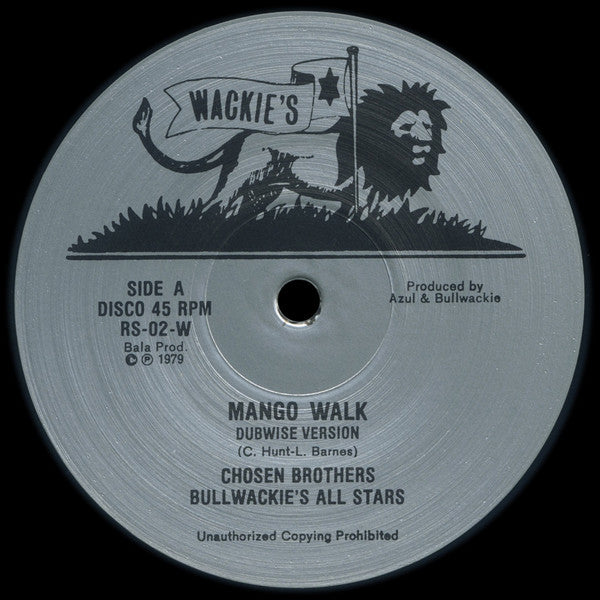 WACKIE'S
SIDE A
DISCO 45 RPM
RS-02-W
Bala Prod.
© ℗ 1979
Produced by
Azul & Bullwackie
MANGO WALK
DUBWISE VERSION
(C. Hunt-L. Barnes)
CHOSEN BROTHERS
BULLWACKIE'S ALL STARS
Unauthorized Copying Prohibited